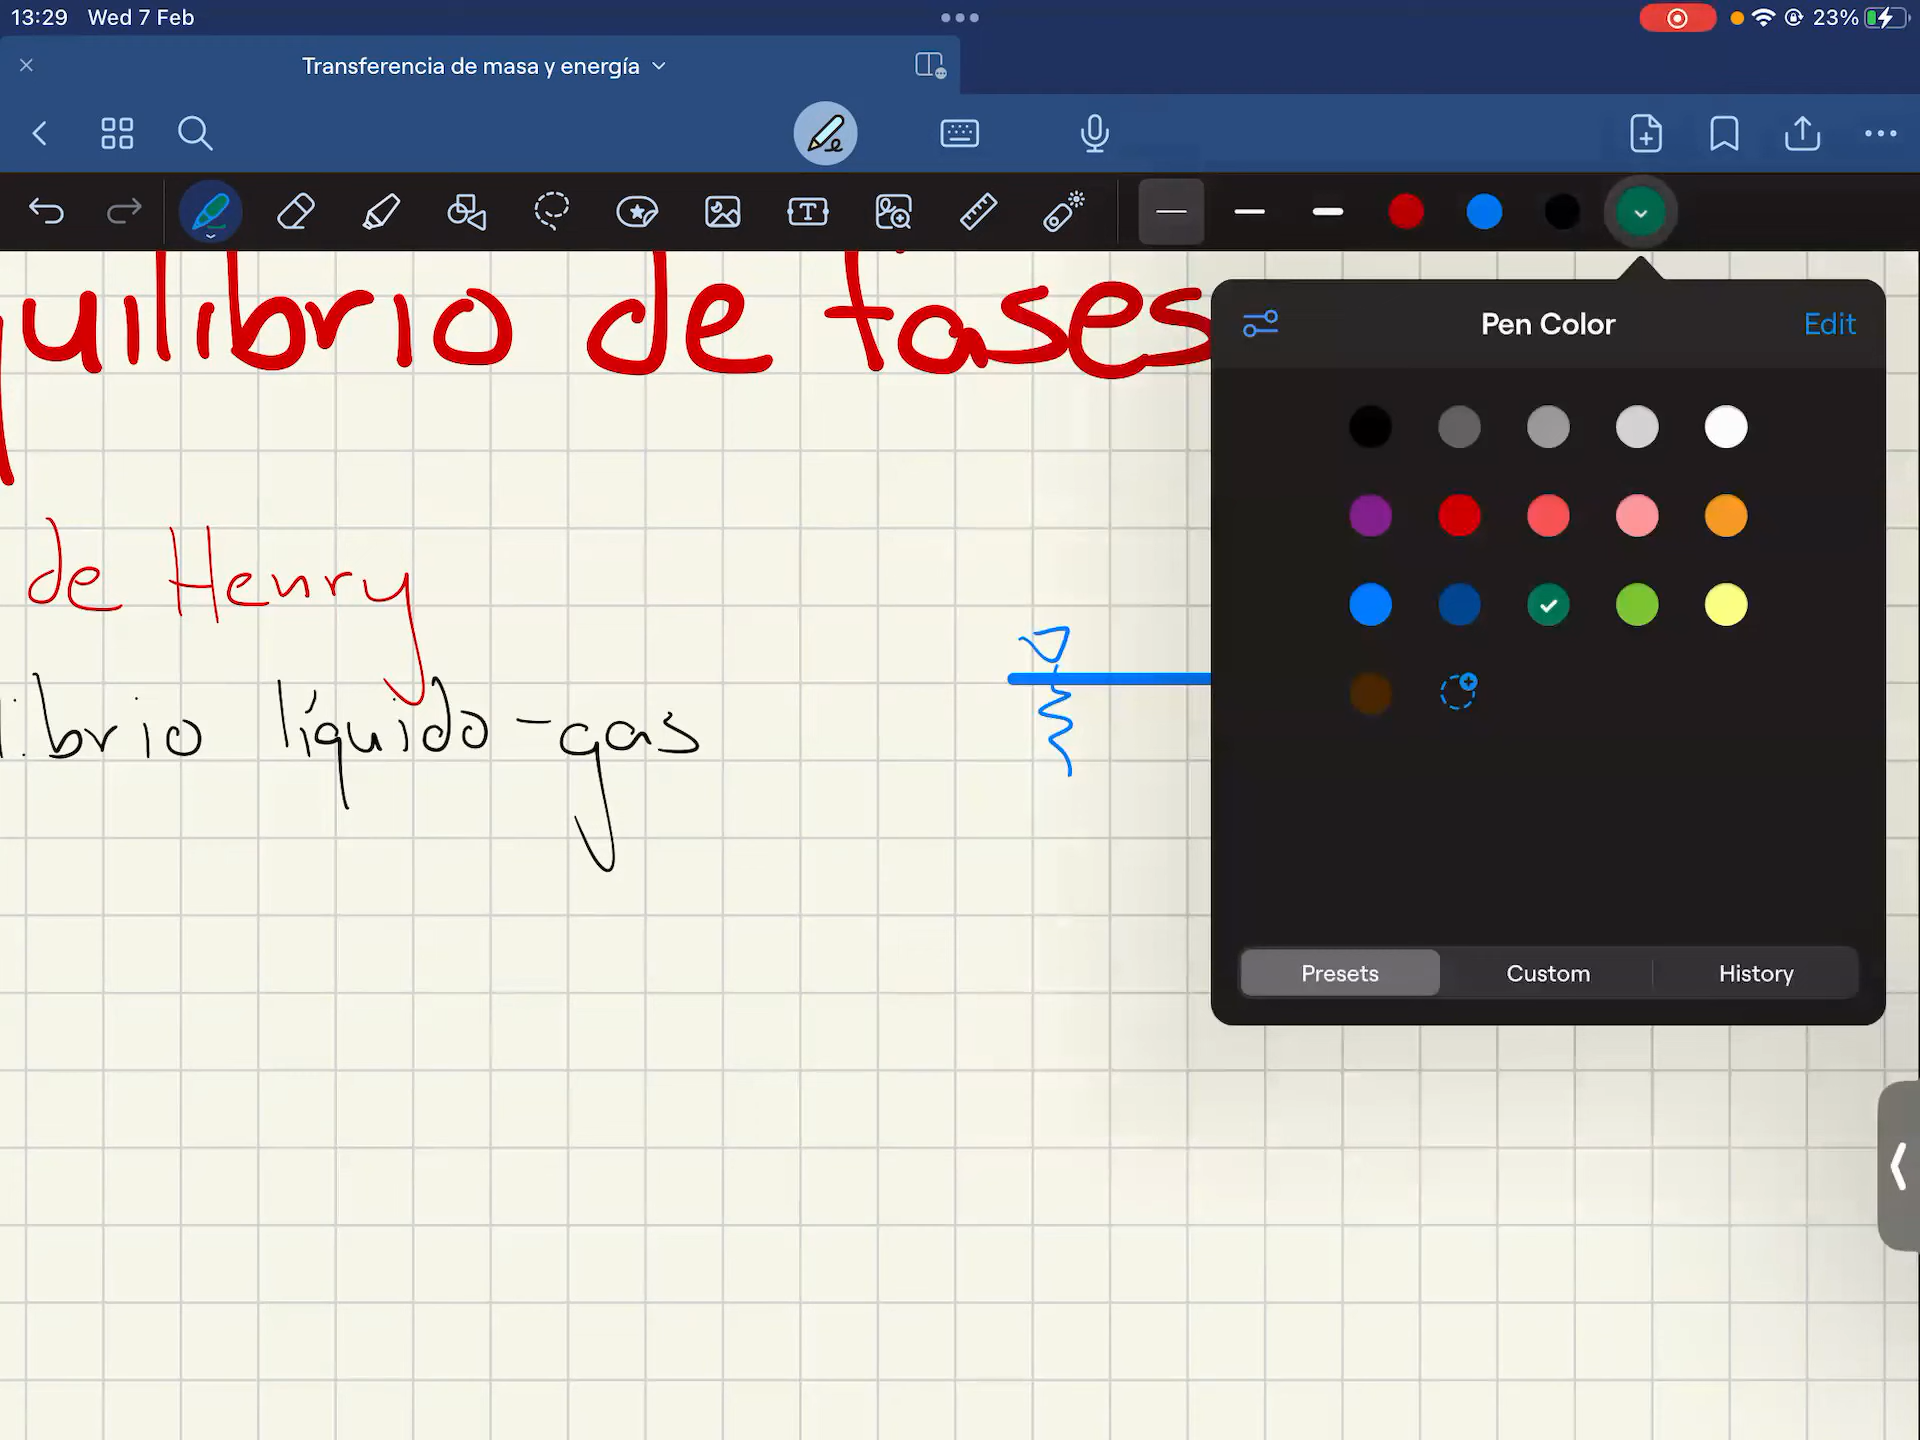 13:29 Wed 7 Feb
23%
Transferencia de masa y energía
quilibrio de fases
Pen Color
Edit
de Henry
librio líquido-gas
Presets
Custom
History